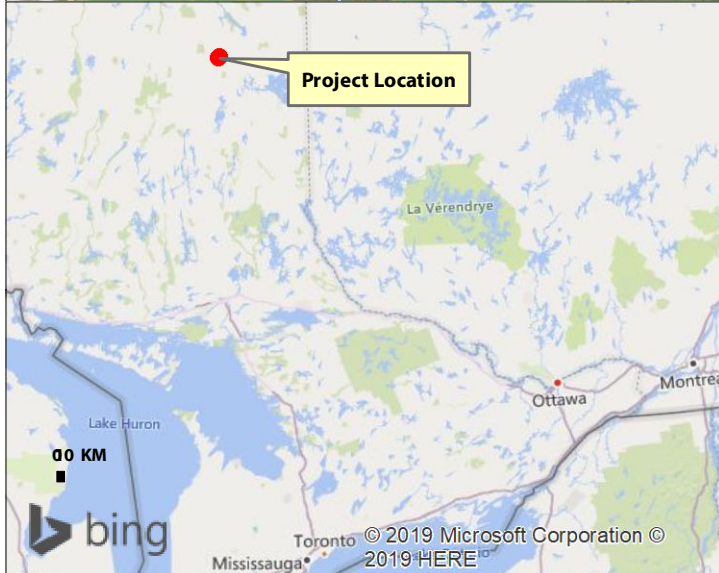 Project Location
La Vérendrye
Ottawa
Montrea
Lake Huron
KM
bing
Toronto
Mississauga
© 2019 Microsoft Corporation ©
2019 HERE